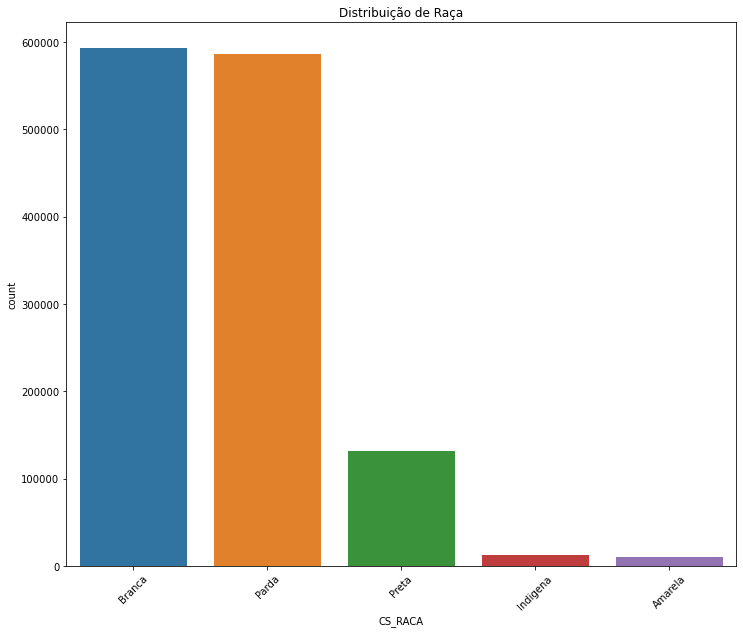 Distribuição de Raça
600000
500000
400000
300000
200000
100000
0
count
Branca
Parda
Preta
Indigena
Amarela
CS_RACA